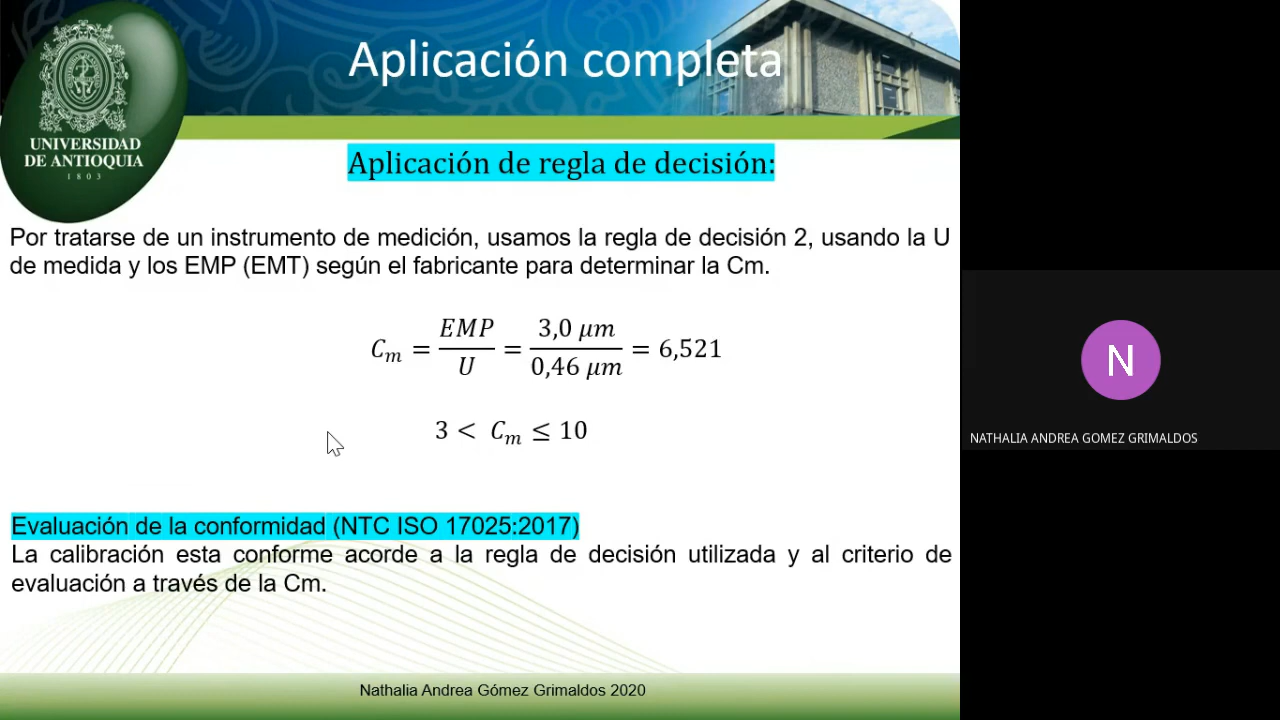 Aplicación completa
UNIVERSIDAD
DE ANTIOQUIA
1803
Aplicación de regla de decisión:
Por tratarse de un instrumento de medición, usamos la regla de decisión 2, usando la U
de medida y los EMP (EMT) según el fabricante para determinar la Cm.
C_m = EMP/U = 3,0 µm/0,46 µm = 6,521
3 < C_m ≤ 10
Evaluación de la conformidad (NTC ISO 17025:2017)
La calibración esta conforme acorde a la regla de decisión utilizada y al criterio de
evaluación a través de la Cm.
Nathalia Andrea Gómez Grimaldos 2020
N
NATHALIA ANDREA GOMEZ GRIMALDOS